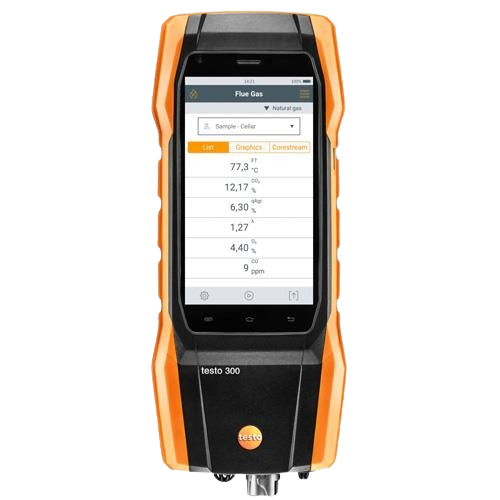 14:21 100%
Flue Gas
Natural gas
Sample - Cellar
List Graphics Corestream
77,3 FT °C
12,17 CO₂ %
6,30 qAgr %
1,27 λ
4,40 O₂ %
9 CO ppm
testo 300
testo